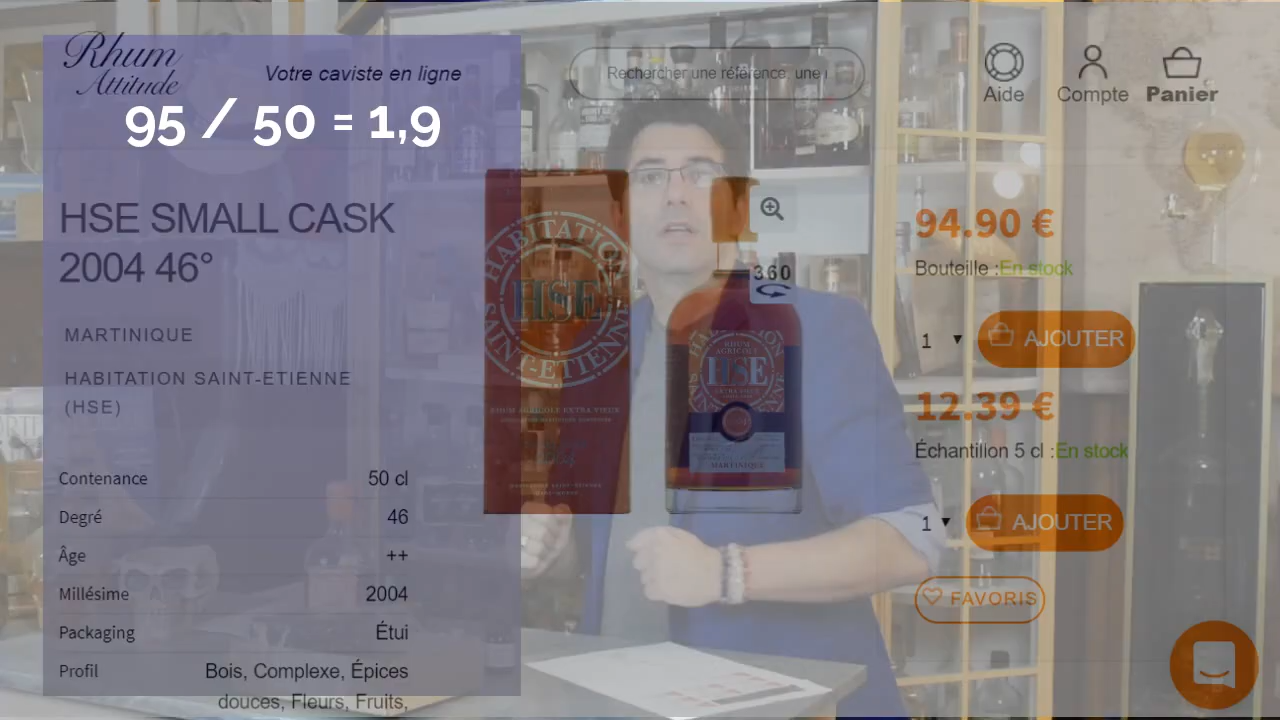 Rhum
Attitude
Votre caviste en ligne
Rechercher une référence, une i
Aide
Compte
Panier
95 / 50 = 1,9
HSE SMALL CASK
2004 46°
MARTINIQUE
HABITATION SAINT-ETIENNE
(HSE)
Contenance 50 cl
Degré 46
Âge ++
Millésime 2004
Packaging Étui
Profil Bois, Complexe, Épices
douces, Fleurs, Fruits,
HABITATION
HSE
SAINT-ETIENNE
RHUM AGRICOLE EXTRA VIEUX
360
RHUM
AGRICOLE
HSE
EXTRA VIEUX
MARTINIQUE
94.90 €
Bouteille :En stock
1 AJOUTER
12.39 €
Échantillon 5 cl :En stock
1 AJOUTER
FAVORIS